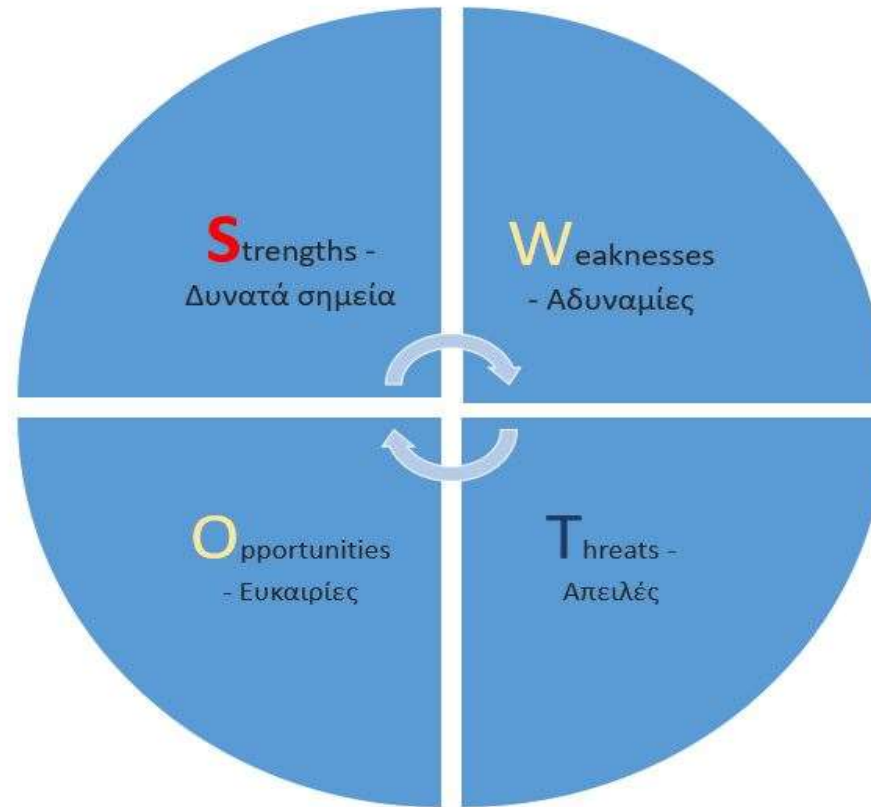 Strengths -
Δυνατά σημεία
Weaknesses
- Αδυναμίες
Opportunities
- Ευκαιρίες
Threats -
Απειλές